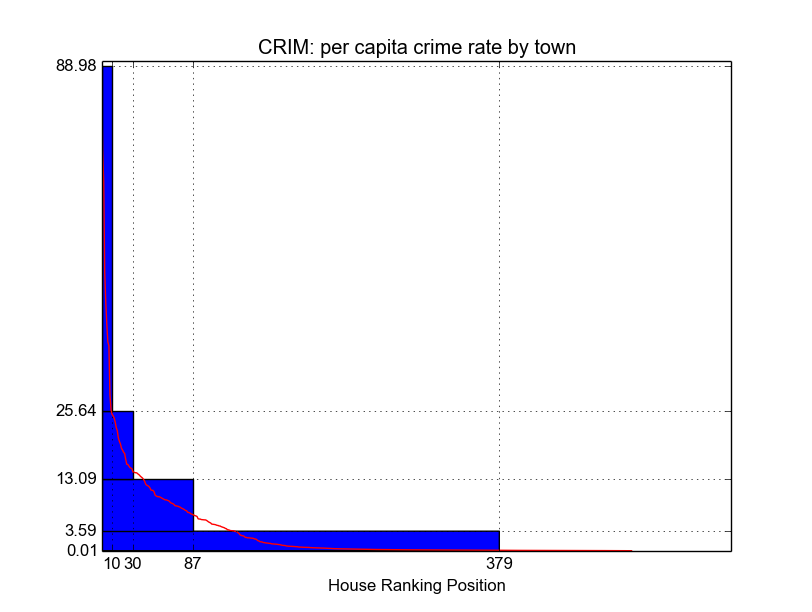 CRIM: per capita crime rate by town
88.98
25.64
13.09
3.59
0.01
10 30 87 379
House Ranking Position